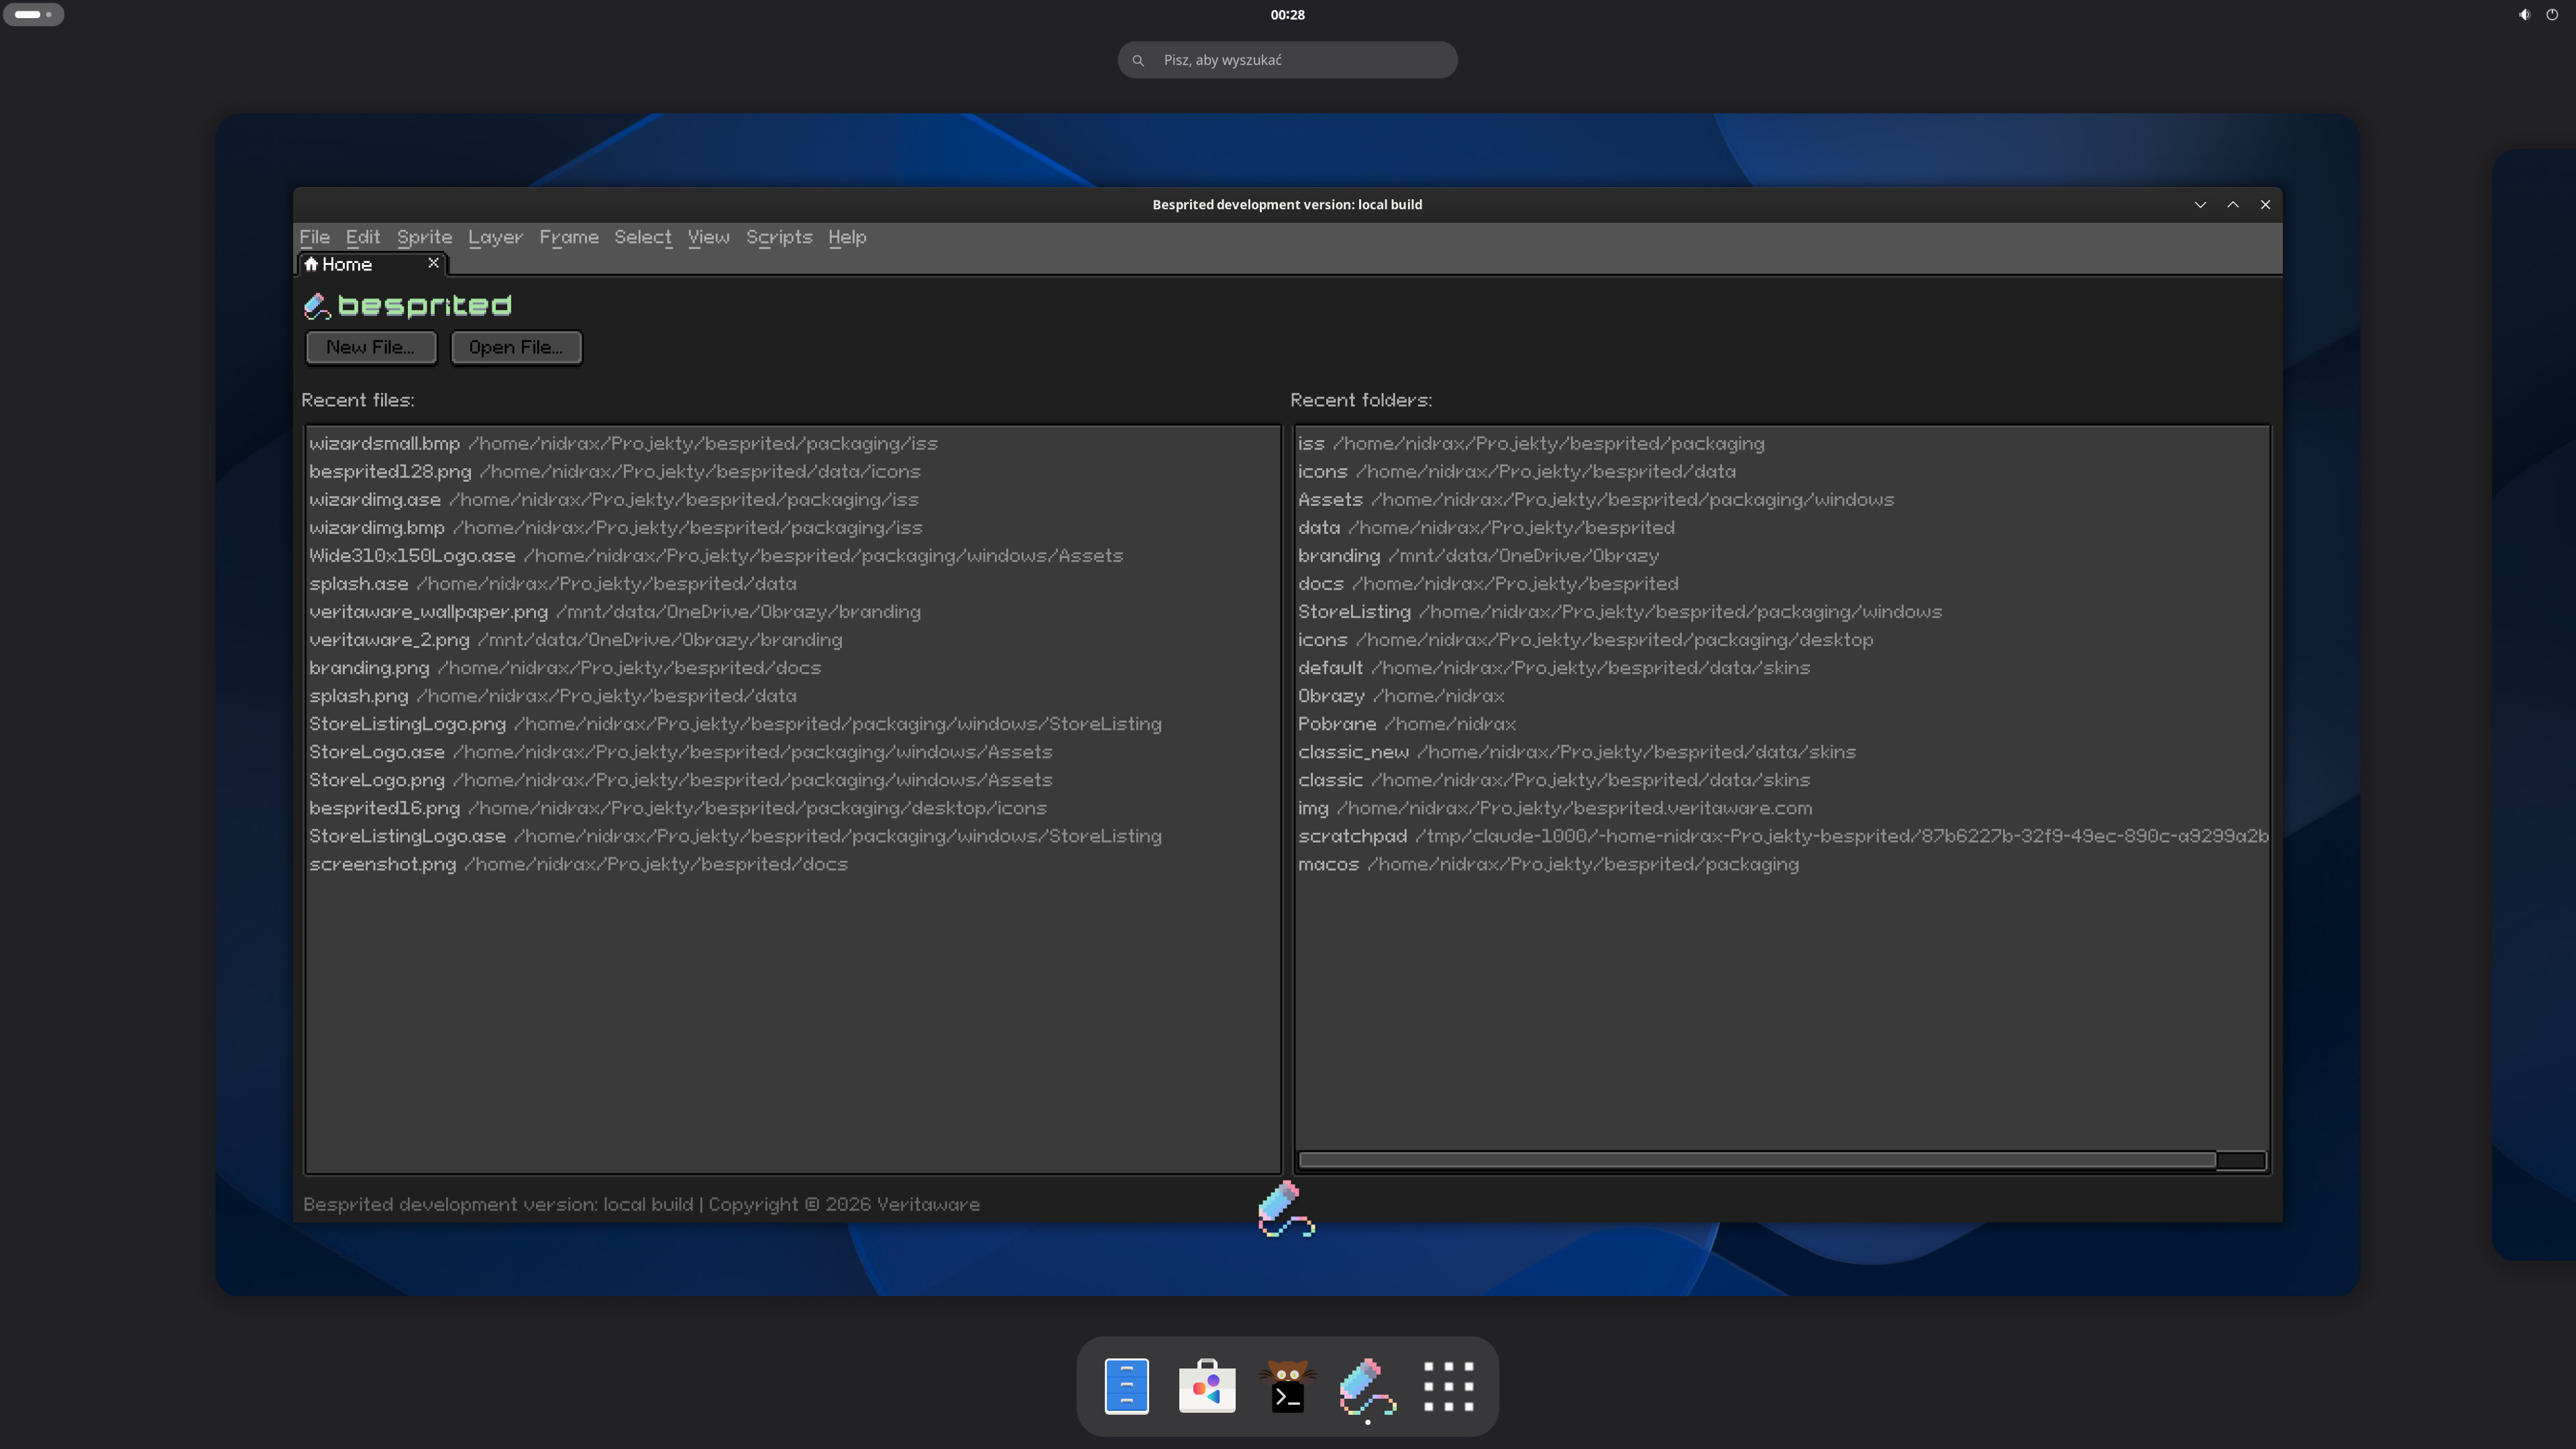 00:28
Pisz, aby wyszukać
Besprited development version: local build
File Edit Sprite Layer Frame Select View Scripts Help
Home
besprited
New File... Open File...
Recent files:
wizardsmall.bmp /home/nidrax/Projekty/besprited/packaging/iss
besprited128.png /home/nidrax/Projekty/besprited/data/icons
wizardimg.ase /home/nidrax/Projekty/besprited/packaging/iss
wizardimg.bmp /home/nidrax/Projekty/besprited/packaging/iss
Wide310x150Logo.ase /home/nidrax/Projekty/besprited/packaging/windows/Assets
splash.ase /home/nidrax/Projekty/besprited/data
veritaware_wallpaper.png /mnt/data/OneDrive/Obrazy/branding
veritaware_2.png /mnt/data/OneDrive/Obrazy/branding
branding.png /home/nidrax/Projekty/besprited/docs
splash.png /home/nidrax/Projekty/besprited/data
StoreListingLogo.png /home/nidrax/Projekty/besprited/packaging/windows/StoreListing
StoreLogo.ase /home/nidrax/Projekty/besprited/packaging/windows/Assets
StoreLogo.png /home/nidrax/Projekty/besprited/packaging/windows/Assets
besprited16.png /home/nidrax/Projekty/besprited/packaging/desktop/icons
StoreListingLogo.ase /home/nidrax/Projekty/besprited/packaging/windows/StoreListing
screenshot.png /home/nidrax/Projekty/besprited/docs
Recent folders:
iss /home/nidrax/Projekty/besprited/packaging
icons /home/nidrax/Projekty/besprited/data
Assets /home/nidrax/Projekty/besprited/packaging/windows
data /home/nidrax/Projekty/besprited
branding /mnt/data/OneDrive/Obrazy
docs /home/nidrax/Projekty/besprited
StoreListing /home/nidrax/Projekty/besprited/packaging/windows
icons /home/nidrax/Projekty/besprited/packaging/desktop
default /home/nidrax/Projekty/besprited/data/skins
Obrazy /home/nidrax
Pobrane /home/nidrax
classic_new /home/nidrax/Projekty/besprited/data/skins
classic /home/nidrax/Projekty/besprited/data/skins
img /home/nidrax/Projekty/besprited.veritaware.com
scratchpad /tmp/claude-1000/-home-nidrax-Projekty-besprited/87b6227b-32f9-49ec-890c-a9299a2b
macos /home/nidrax/Projekty/besprited/packaging
Besprited development version: local build | Copyright © 2026 Veritaware